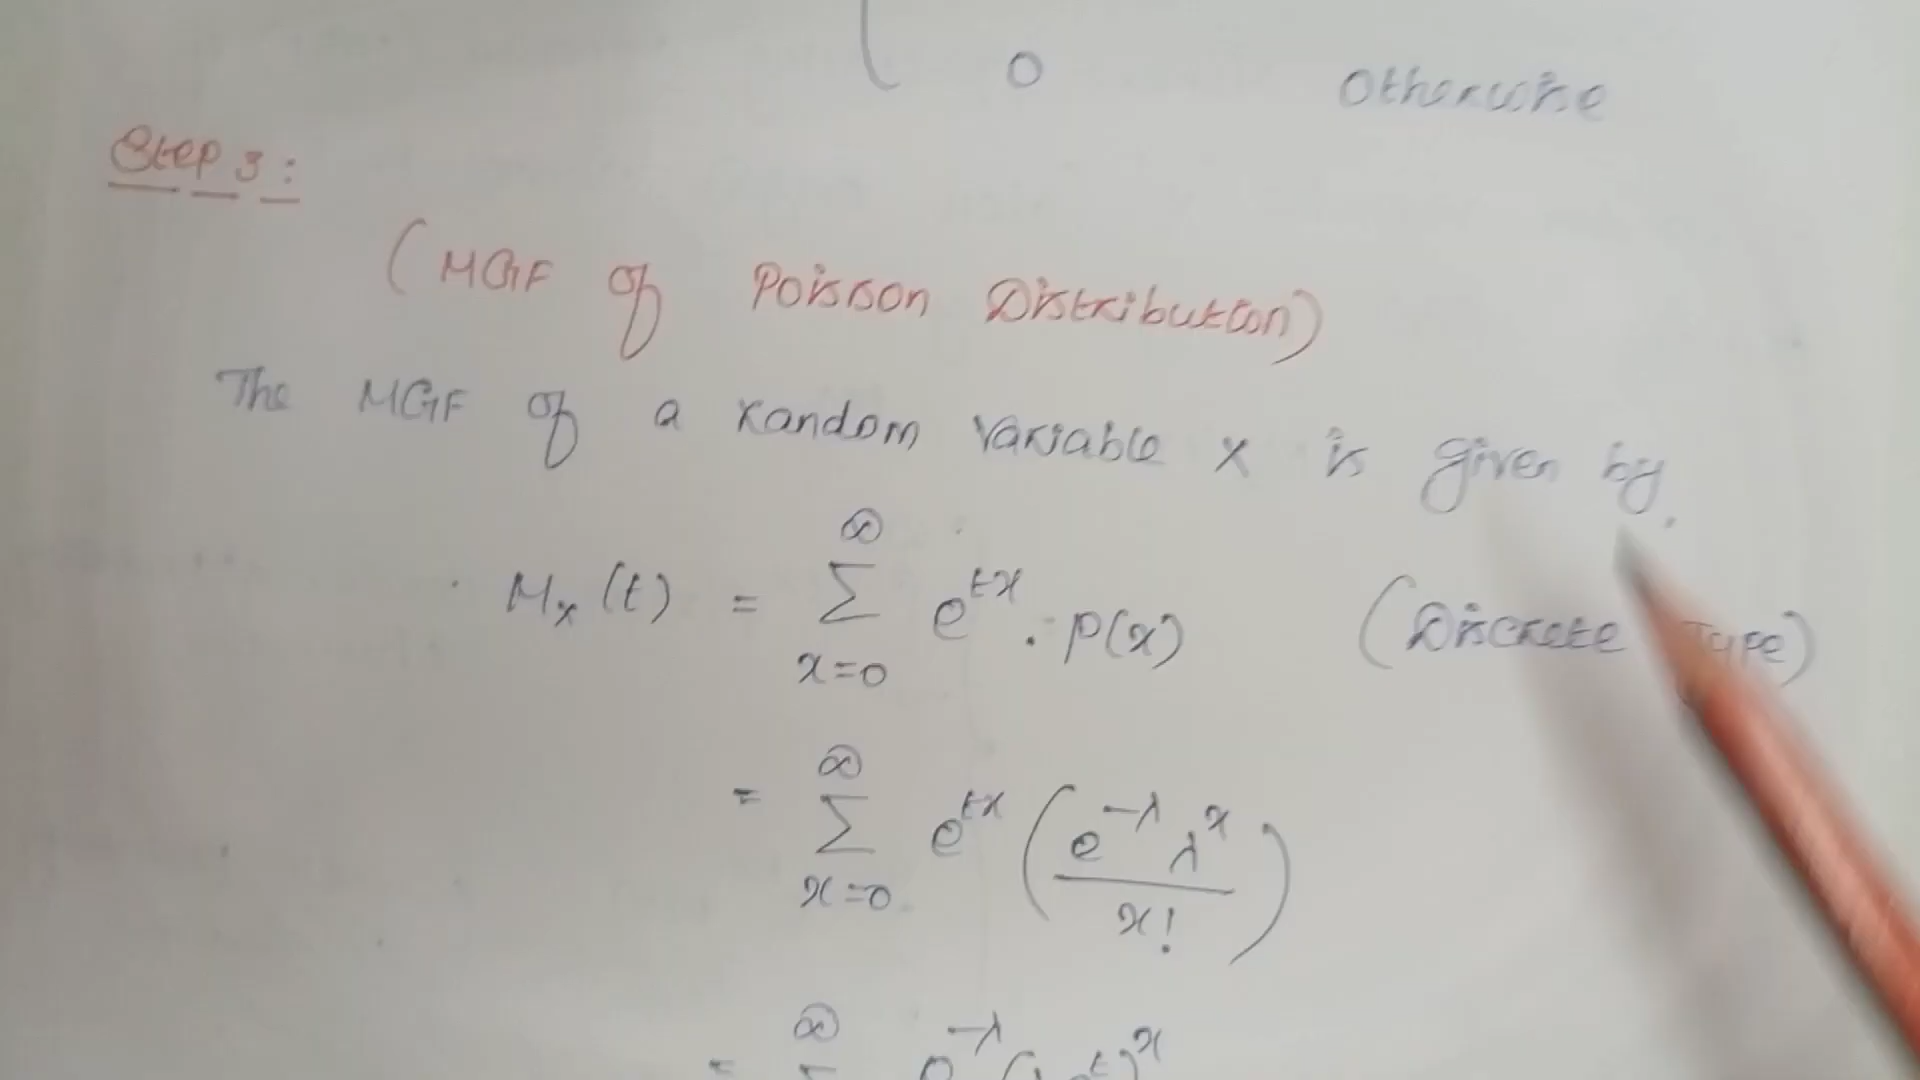 0 Otherwise
Step 3:
(MGF of Poisson Distribution)
The MGF of a random variable X is given by,
Mₓ(t) = ∞ Σ x=0 e^{tx} . P(x) (Discrete Type)
= ∞ Σ x=0 e^{tx} ( e^{-λ} λ^x / x! )